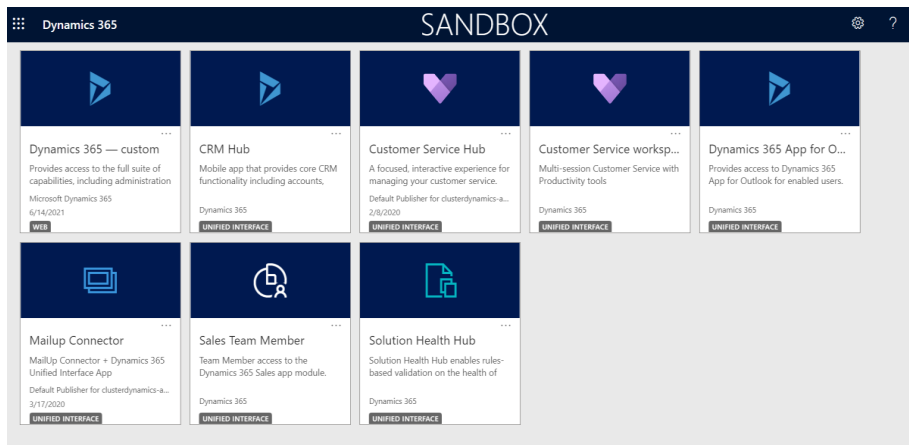 Dynamics 365
SANDBOX
?
Dynamics 365 — custom
Provides access to the full suite of
capabilities, including administration
Microsoft Dynamics 365
6/14/2021
WEB
CRM Hub
Mobile app that provides core CRM
functionality including accounts,
Dynamics 365
UNIFIED INTERFACE
Customer Service Hub
A focused, interactive experience for
managing your customer service.
Default Publisher for clusterdynamics-a...
2/8/2020
UNIFIED INTERFACE
Customer Service worksp...
Multi-session Customer Service with
Productivity tools
Dynamics 365
UNIFIED INTERFACE
Dynamics 365 App for O...
Provides access to Dynamics 365
App for Outlook for enabled users.
Dynamics 365
UNIFIED INTERFACE
Mailup Connector
MailUp Connector + Dynamics 365
Unified Interface App
Default Publisher for clusterdynamics-a...
3/17/2020
UNIFIED INTERFACE
Sales Team Member
Team Member access to the
Dynamics 365 Sales app module.
Dynamics 365
UNIFIED INTERFACE
Solution Health Hub
Solution Health Hub enables rules-
based validation on the health of
Dynamics 365
UNIFIED INTERFACE